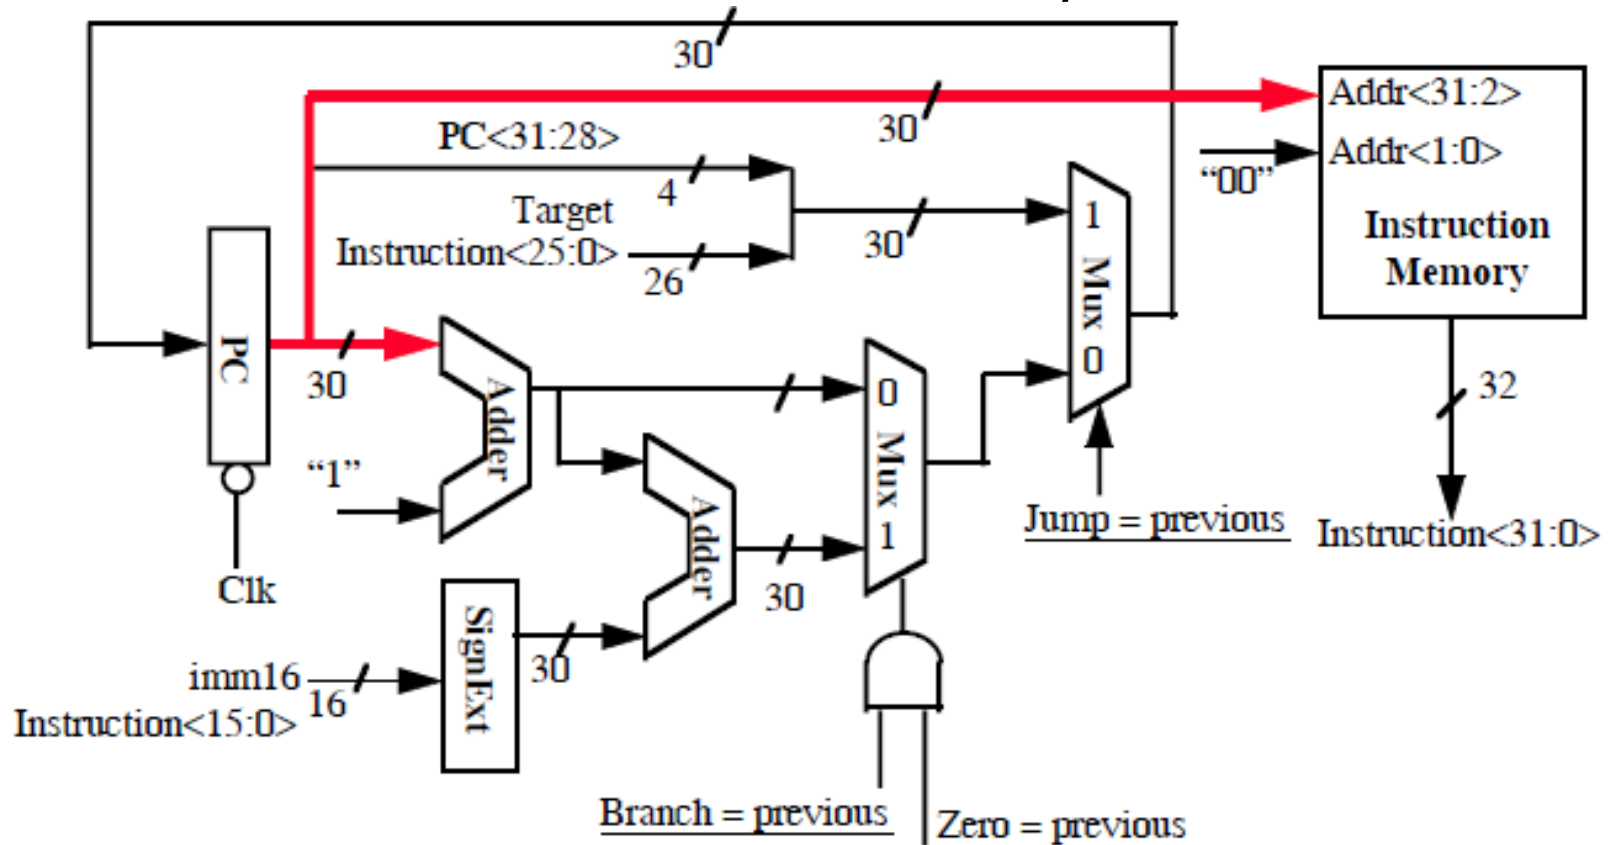 30
Addr<31:2>
30
PC<31:28>
Addr<1:0>
“00”
4
Target
Instruction<25:0>
26
30
1
Mux
0
Instruction
Memory
PC
30
Adder
0
Mux
1
32
“1”
Adder
Jump = previous
Instruction<31:0>
Clk
30
SignExt
30
imm16
16
Instruction<15:0>
Branch = previous
Zero = previous